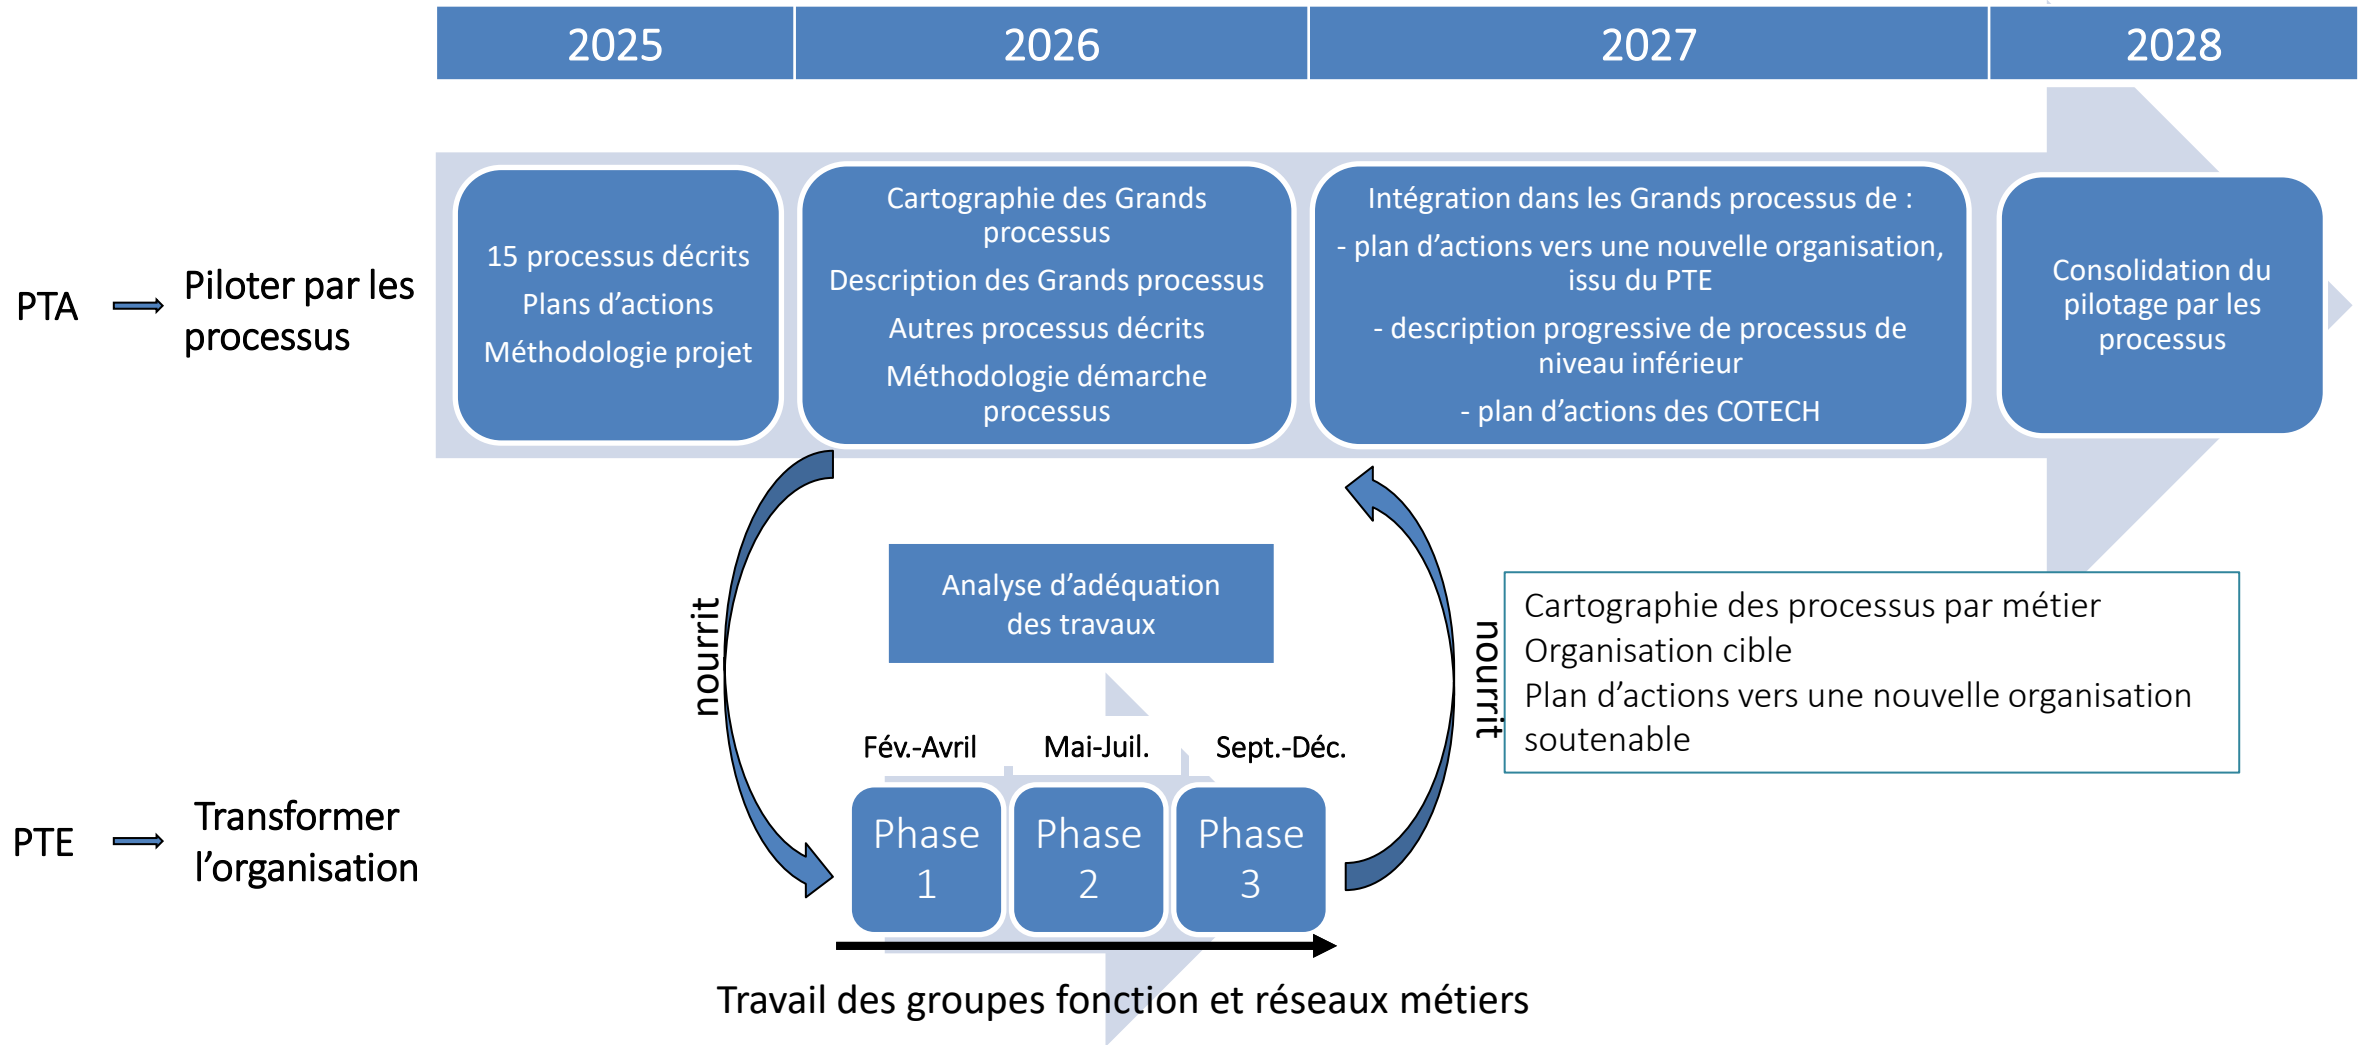 2025
2026
2027
2028
PTA
Piloter par les
processus
15 processus décrits
Plans d’actions
Méthodologie projet
Cartographie des Grands
processus
Description des Grands processus
Autres processus décrits
Méthodologie démarche
processus
Intégration dans les Grands processus de :
- plan d’actions vers une nouvelle organisation,
issu du PTE
- description progressive de processus de
niveau inférieur
- plan d’actions des COTECH
Consolidation du
pilotage par les
processus
nourrit
Analyse d’adéquation
des travaux
nourrit
Cartographie des processus par métier
Organisation cible
Plan d’actions vers une nouvelle organisation
soutenable
PTE
Transformer
l’organisation
Fév.-Avril
Mai-Juil.
Sept.-Déc.
Phase
1
Phase
2
Phase
3
Travail des groupes fonction et réseaux métiers